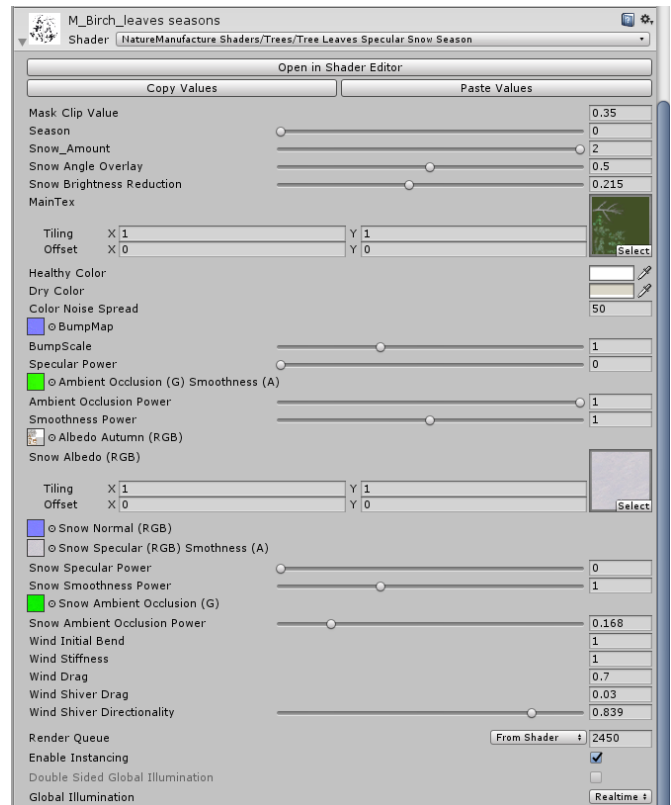 M_Birch_leaves seasons
Shader NatureManufacture Shaders/Trees/Tree Leaves Specular Snow Season
Open in Shader Editor
Copy Values Paste Values
Mask Clip Value 0.35
Season 0
Snow_Amount 2
Snow Angle Overlay 0.5
Snow Brightness Reduction 0.215
MainTex
Tiling X 1 Y 1
Offset X 0 Y 0
Select
Healthy Color
Dry Color
Color Noise Spread 50
BumpMap
BumpScale 1
Specular Power 0
Ambient Occlusion (G) Smoothness (A)
Ambient Occlusion Power 1
Smoothness Power 1
Albedo Autumn (RGB)
Snow Albedo (RGB)
Tiling X 1 Y 1
Offset X 0 Y 0
Select
Snow Normal (RGB)
Snow Specular (RGB) Smothness (A)
Snow Specular Power 0
Snow Smoothness Power 1
Snow Ambient Occlusion (G)
Snow Ambient Occlusion Power 0.168
Wind Initial Bend 1
Wind Stiffness 1
Wind Drag 0.7
Wind Shiver Drag 0.03
Wind Shiver Directionality 0.839
Render Queue From Shader 2450
Enable Instancing
Double Sided Global Illumination
Global Illumination Realtime